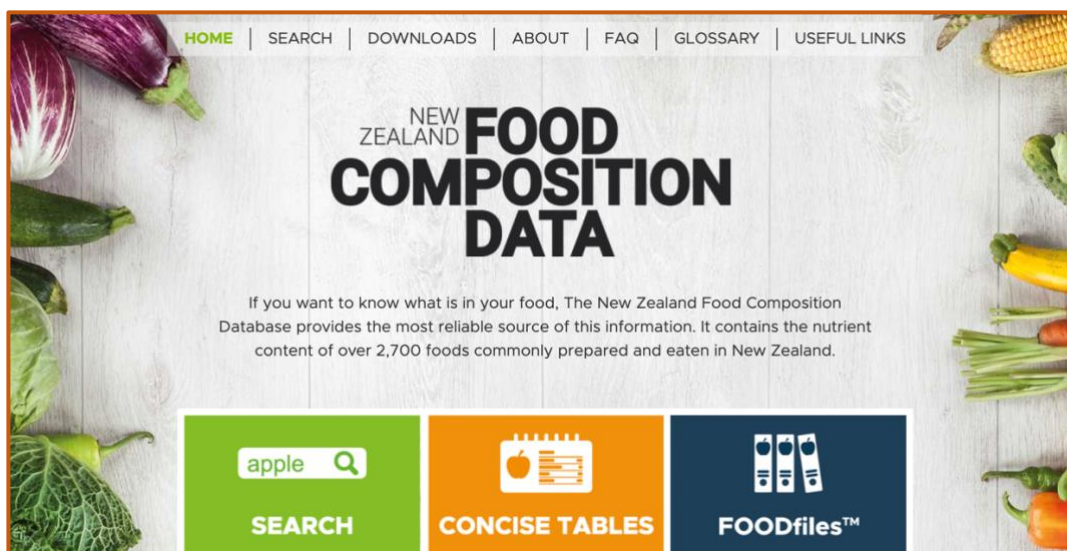 HOME | SEARCH | DOWNLOADS | ABOUT | FAQ | GLOSSARY | USEFUL LINKS
NEW
ZEALAND FOOD
COMPOSITION
DATA
If you want to know what is in your food, The New Zealand Food Composition
Database provides the most reliable source of this information. It contains the nutrient
content of over 2,700 foods commonly prepared and eaten in New Zealand.
apple
SEARCH
CONCISE TABLES
FOODfiles™